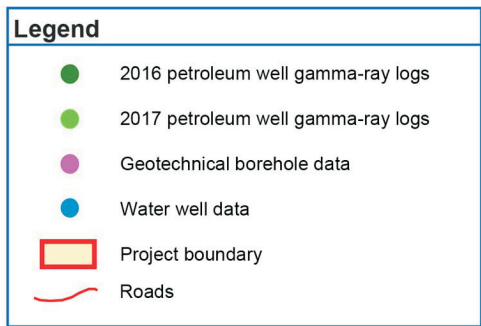 Legend
2016 petroleum well gamma-ray logs
2017 petroleum well gamma-ray logs
Geotechnical borehole data
Water well data
Project boundary
Roads